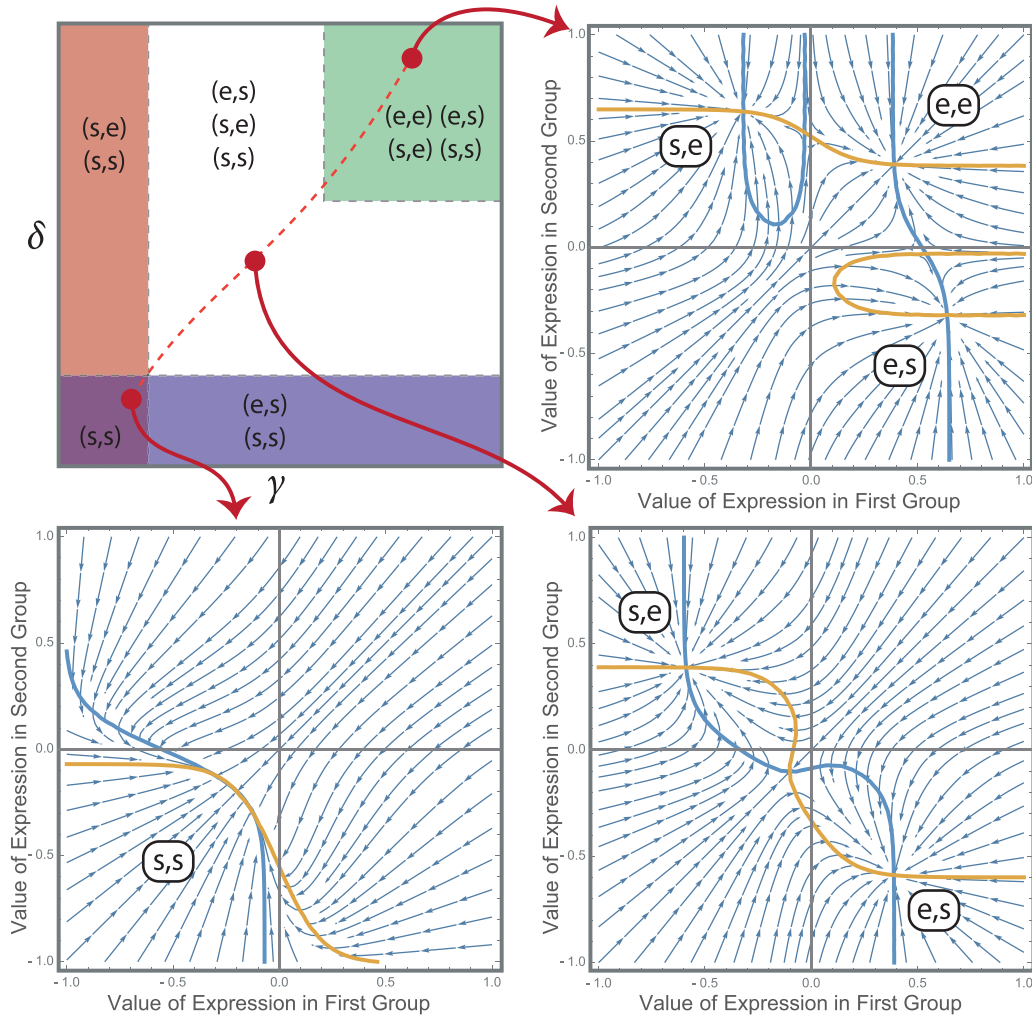 δ
γ
(s,e)
(s,s)
(e,s)
(s,e)
(s,s)
(e,e) (e,s)
(s,e) (s,s)
(s,s)
(e,s)
(s,s)
Value of Expression in Second Group
1.0
0.5
0.0
-0.5
-1.0
s,e
e,e
e,s
-1.0 -0.5 0.0 0.5 1.0
Value of Expression in First Group
Value of Expression in Second Group
1.0
0.5
0.0
-0.5
-1.0
s,s
-1.0 -0.5 0.0 0.5 1.0
Value of Expression in First Group
Value of Expression in Second Group
1.0
0.5
0.0
-0.5
-1.0
s,e
e,s
-1.0 -0.5 0.0 0.5 1.0
Value of Expression in First Group